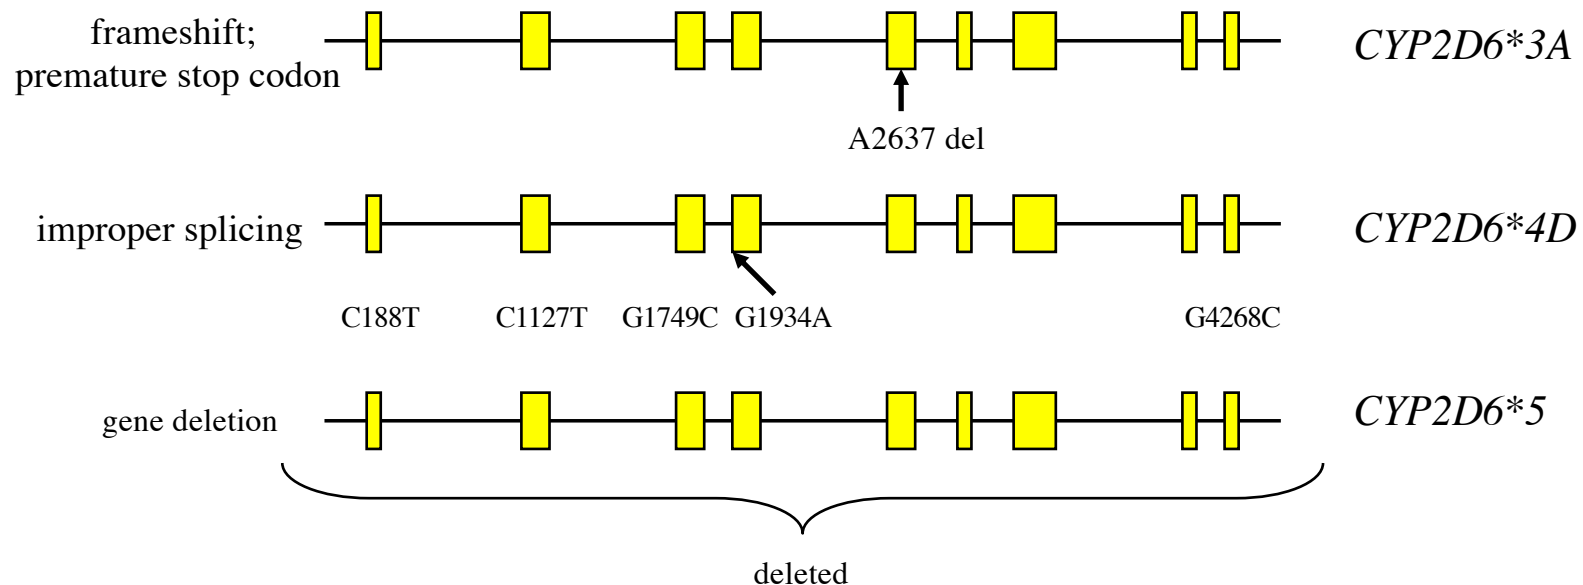 frameshift;
premature stop codon
CYP2D6*3A
A2637 del
improper splicing
CYP2D6*4D
C188T
C1127T
G1749C
G1934A
G4268C
gene deletion
CYP2D6*5
deleted